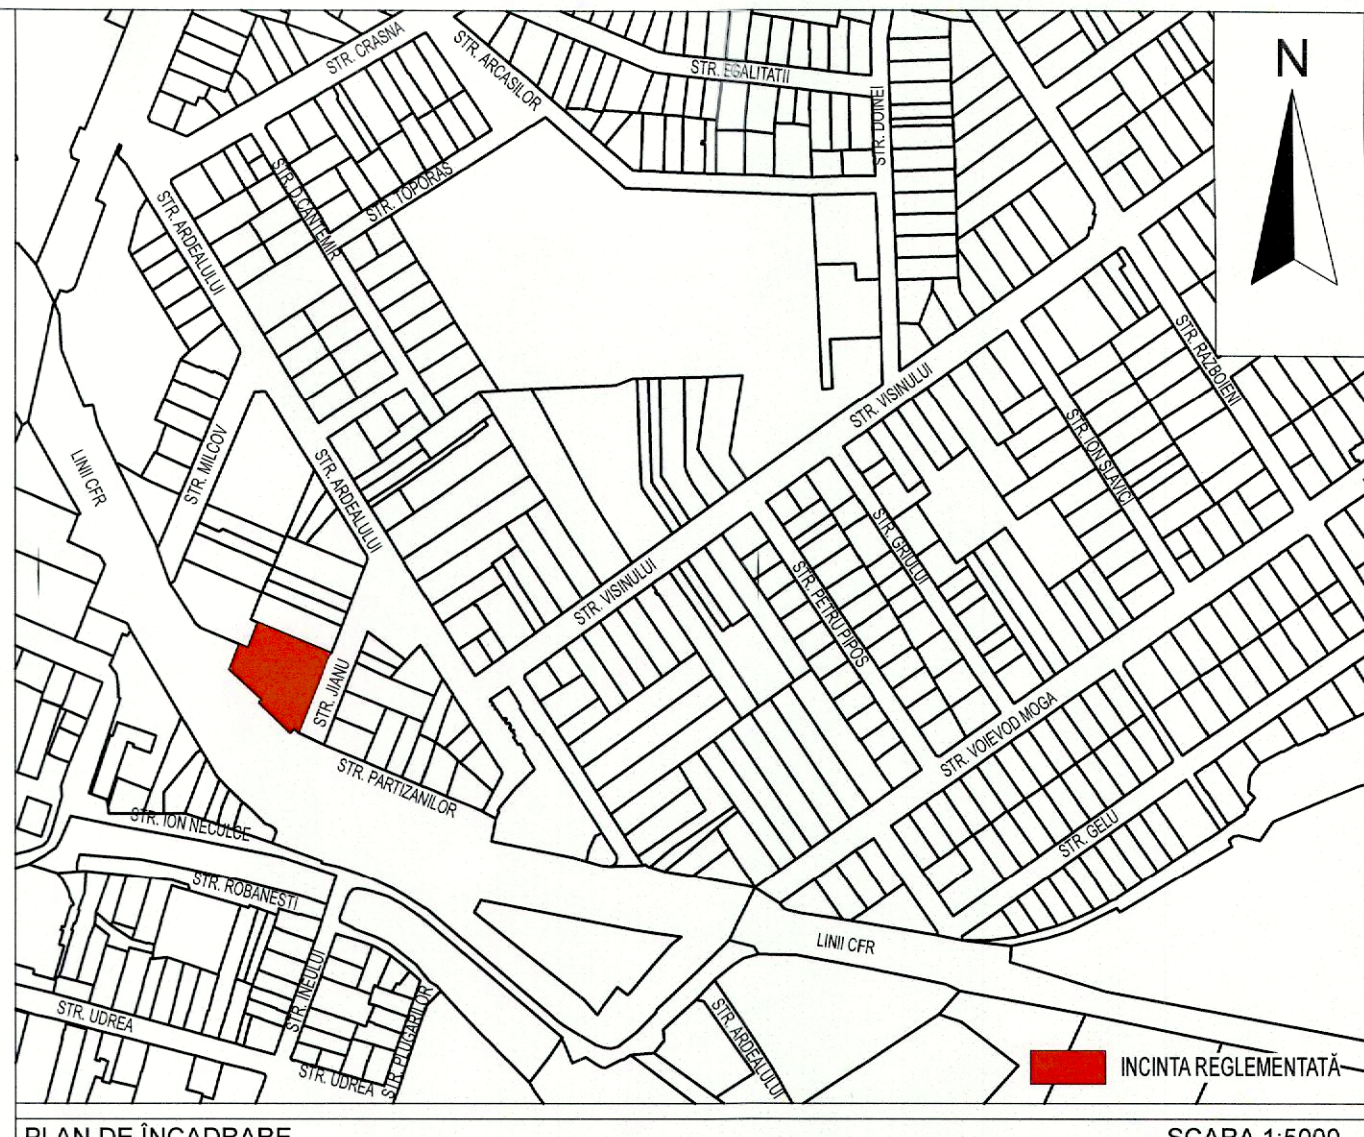 N
STR. CRASNA
STR. ARCASILOR
STR. EGALITATII
STR. DOINEI
STR. D.CANTEMIR
STR. TOPORAS
STR. ARDEALULUI
STR. RAZBOIENI
STR. VISINULUI
STR. ION SLAVICI
STR. MILCOV
LINII CFR
STR. ARDEALULUI
STR. GRIULUI
STR. VISINULUI
STR. PETRU PIPOS
STR. JIANU
STR. VOIEVOD MOGA
STR. PARTIZANILOR
STR. ION NECULCE
STR. GELU
STR. ROBANESTI
LINII CFR
STR. INEULUI
STR. UDREA
STR. PLUGARILOR
STR. UDREA
STR. ARDEALULUI
INCINTA REGLEMENTATĂ
PLAN DE ÎNCADRARE
SCARA 1:5000